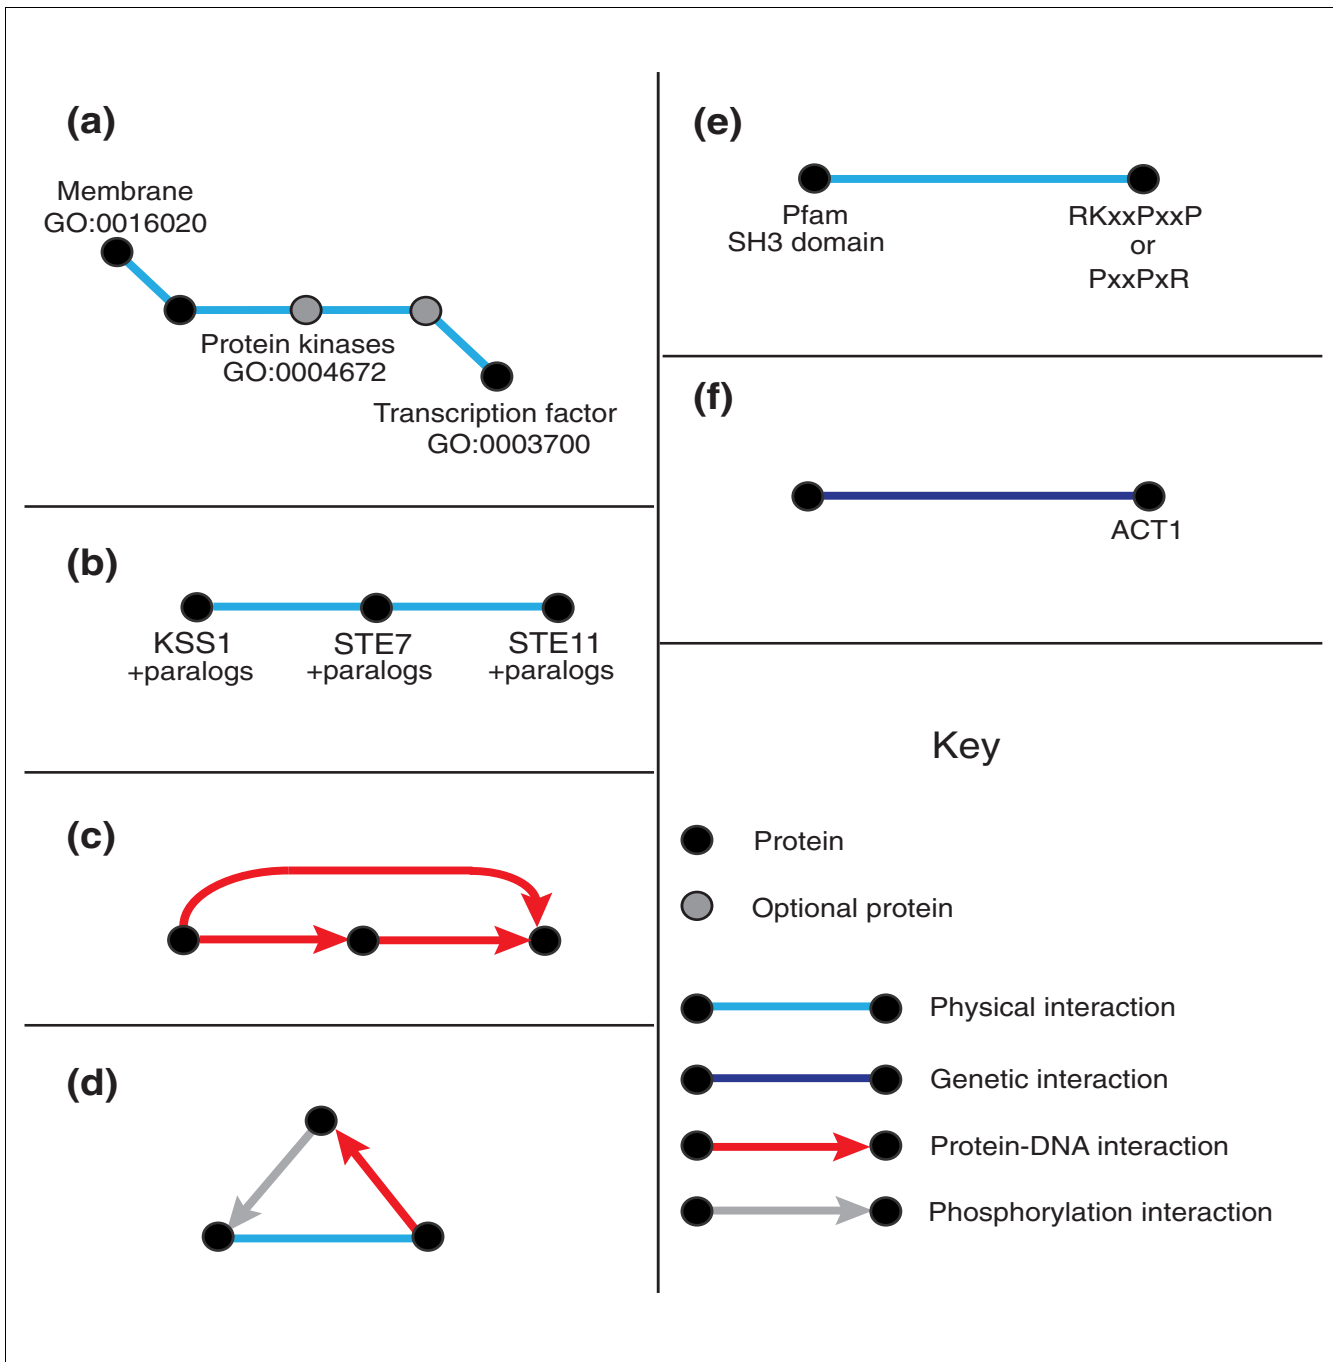 (a)
Membrane
GO:0016020
Protein kinases
GO:0004672
Transcription factor
GO:0003700
(b)
KSS1
+paralogs
STE7
+paralogs
STE11
+paralogs
(c)
(d)
(e)
Pfam
SH3 domain
RKxxPxxP
or
PxxPxR
(f)
ACT1
Key
Protein
Optional protein
Physical interaction
Genetic interaction
Protein-DNA interaction
Phosphorylation interaction